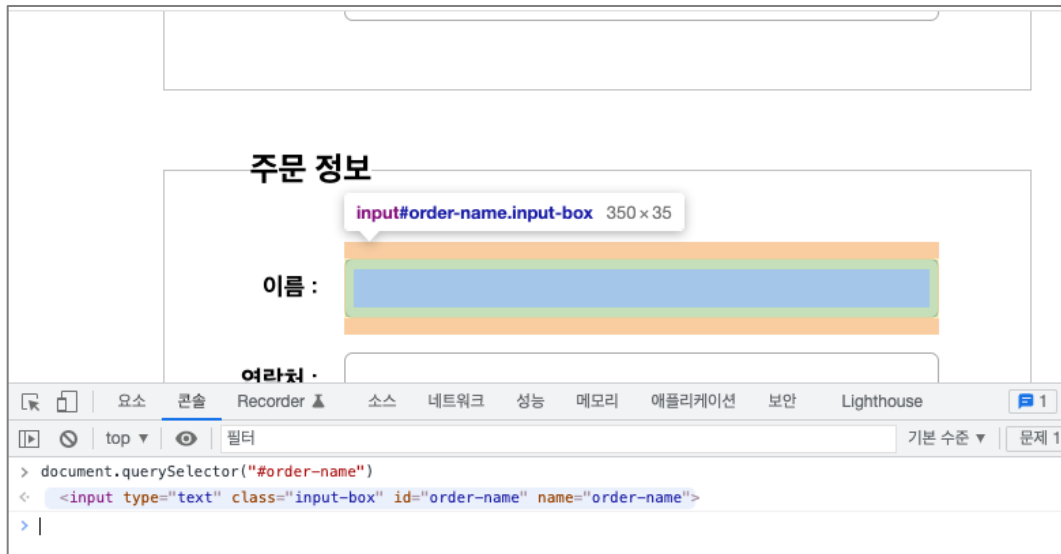 주문 정보
input#order-name.input-box 350 × 35
이름 :
연락처 :
요소 콘솔 Recorder 소스 네트워크 성능 메모리 애플리케이션 보안 Lighthouse 1
top ▼ 필터 기본 수준 ▼ 문제 1
> document.querySelector("#order-name")
<input type="text" class="input-box" id="order-name" name="order-name">
>